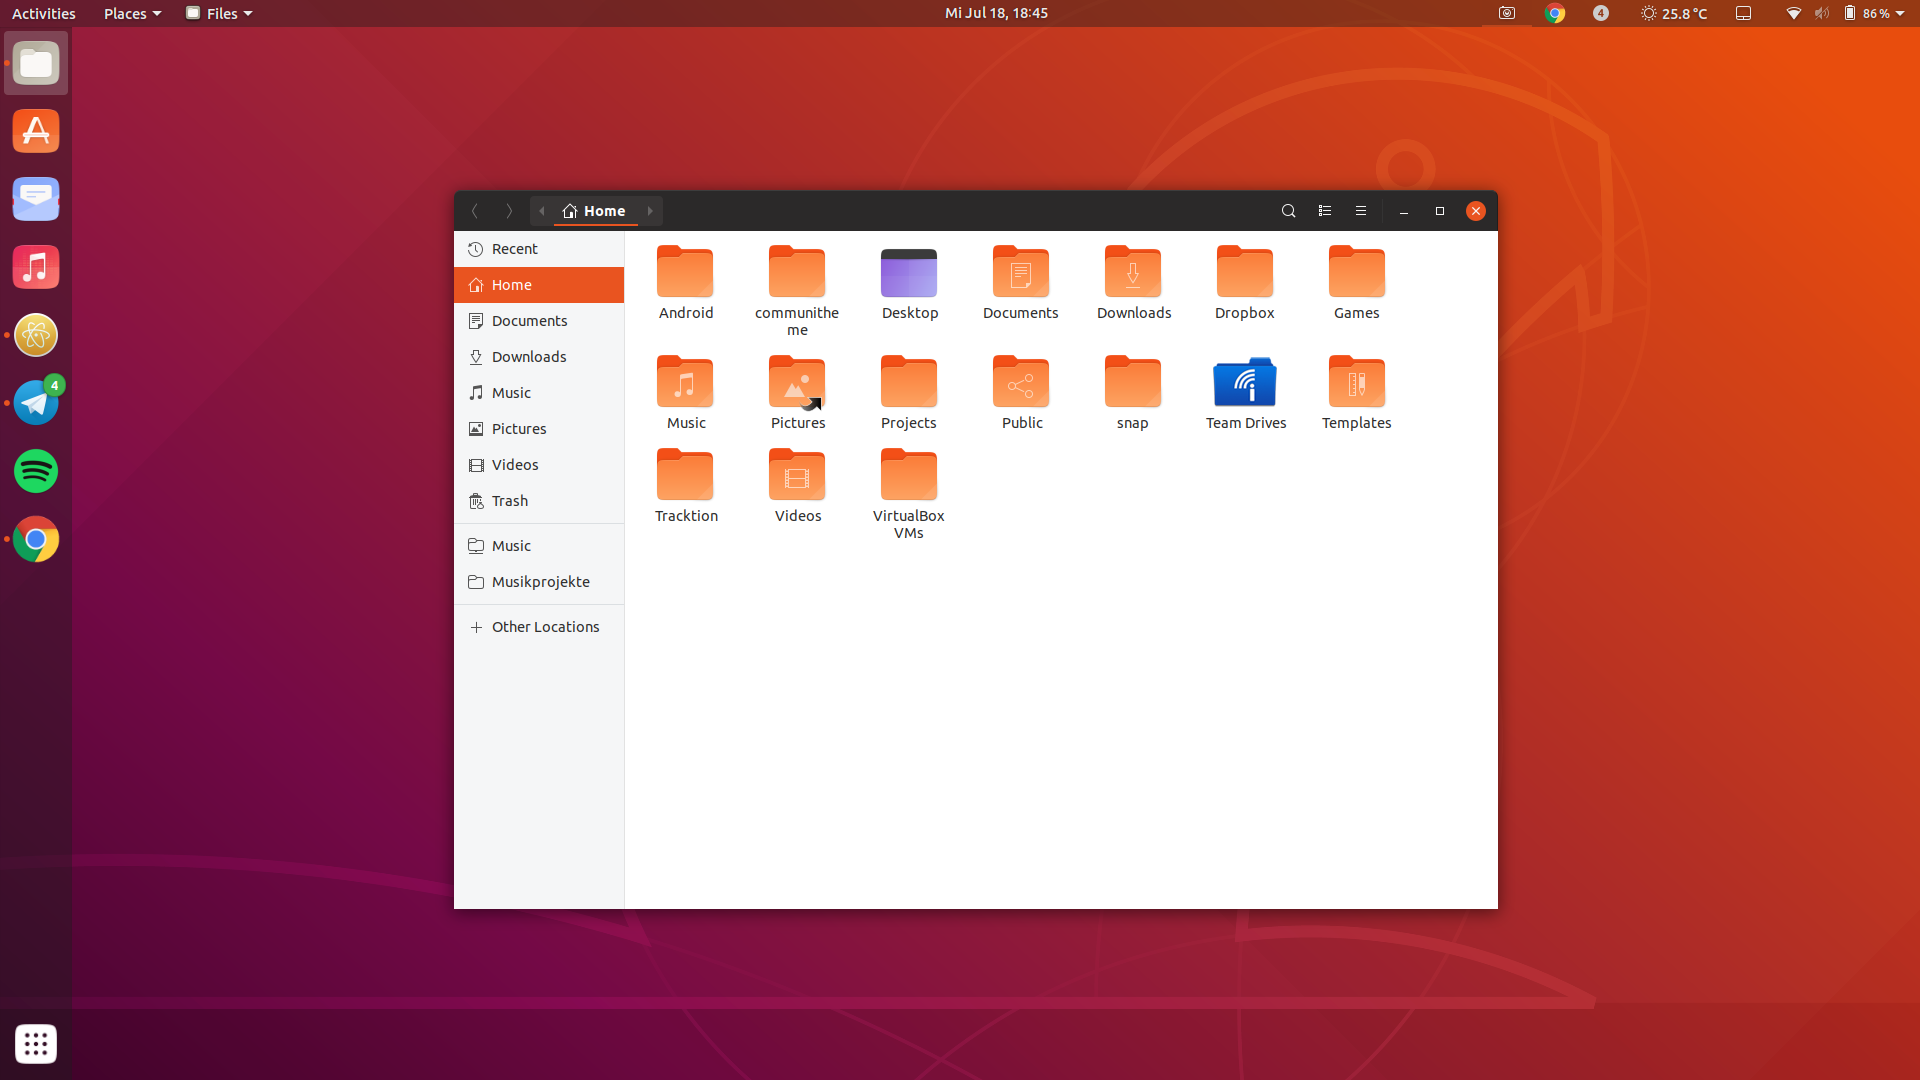 Activities Places Files Mi Jul 18, 18:45 4 25.8 °C 86 %
4
Home
Recent
Home
Documents
Downloads
Music
Pictures
Videos
Trash
Music
Musikprojekte
Other Locations
Android
communithe
me
Desktop
Documents
Downloads
Dropbox
Games
Music
Pictures
Projects
Public
snap
Team Drives
Templates
Tracktion
Videos
VirtualBox
VMs